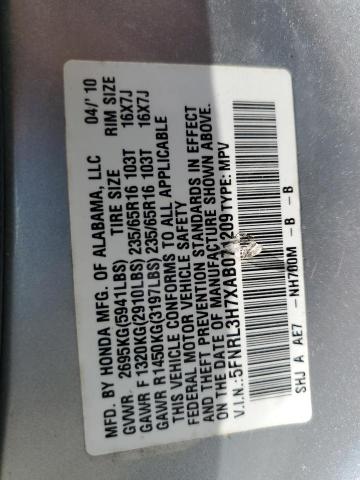 MFD. BY HONDA MFG. OF ALABAMA, LLC 04/' 10
TIRE SIZE RIM SIZE
GVWR. 2695KG(5941LBS)
GAWR F 1320KG(2910LBS) 235/65R16 103T 16X7J
GAWR R1450KG(3197LBS) 235/65R16 103T 16X7J
THIS VEHICLE CONFORMS TO ALL APPLICABLE
FEDERAL MOTOR VEHICLE SAFETY
AND THEFT PREVENTION STANDARDS IN EFFECT
ON THE DATE OF MANUFACTURE SHOWN ABOVE.
V.I.N.: TYPE: MPV
SHJ A AE7 -NH700M -B -B